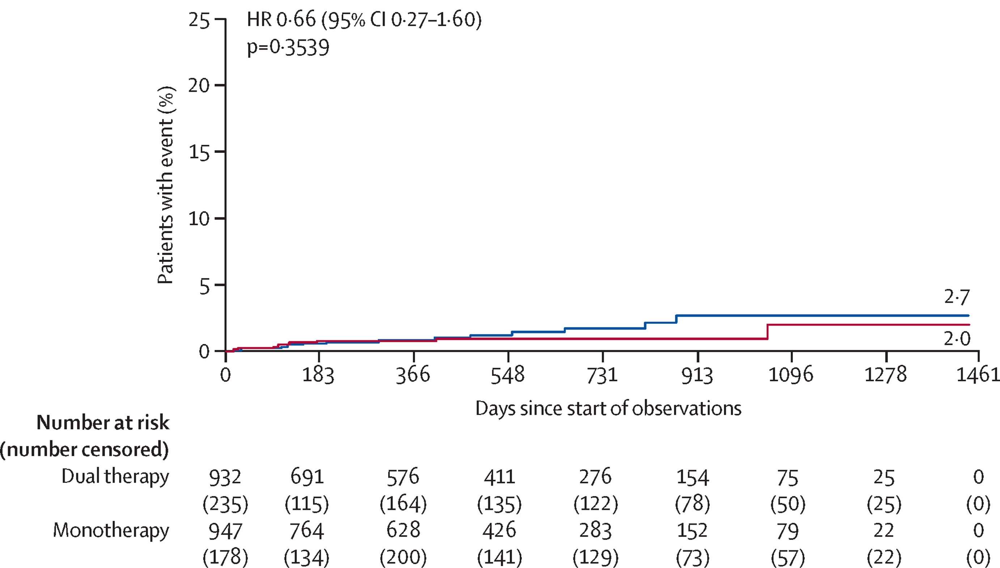 HR 0·66 (95% CI 0·27–1·60)
p=0·3539
Patients with event (%)
25
20
15
10
5
0
2·7
2·0
0 183 366 548 731 913 1096 1278 1461
Days since start of observations
Number at risk
(number censored)
Dual therapy 932 691 576 411 276 154 75 25 0
(235) (115) (164) (135) (122) (78) (50) (25) (0)
Monotherapy 947 764 628 426 283 152 79 22 0
(178) (134) (200) (141) (129) (73) (57) (22) (0)